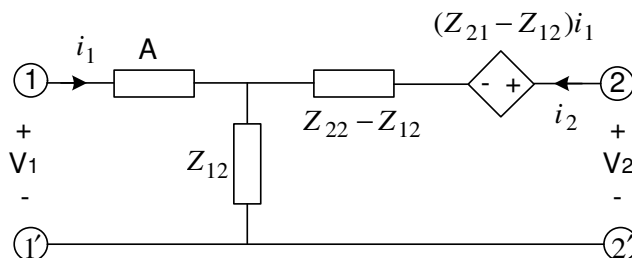 (Z₂₁ − Z₁₂)i₁
i₁
A
1
- +
2
Z₂₂ − Z₁₂
i₂
+
V1
-
Z₁₂
+
V2
-
1′
2′